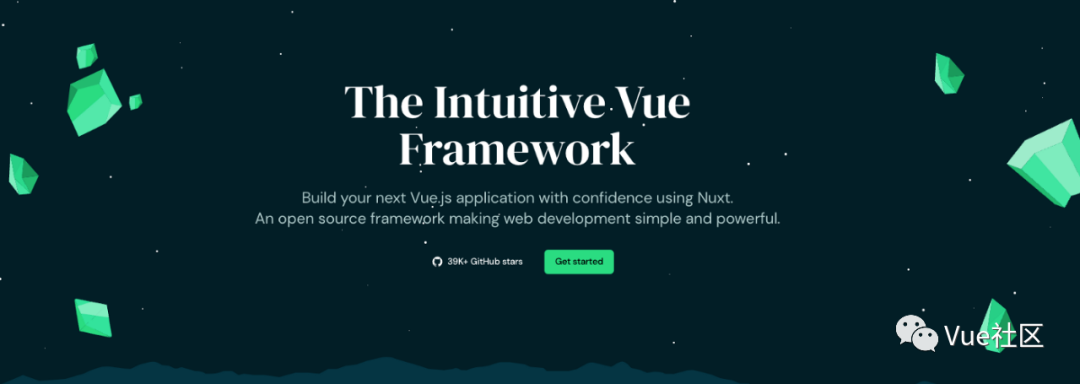 The Intuitive Vue
Framework
Build your next Vue.js application with confidence using Nuxt.
An open source framework making web development simple and powerful.
39K+ GitHub stars
Get started
Vue社区